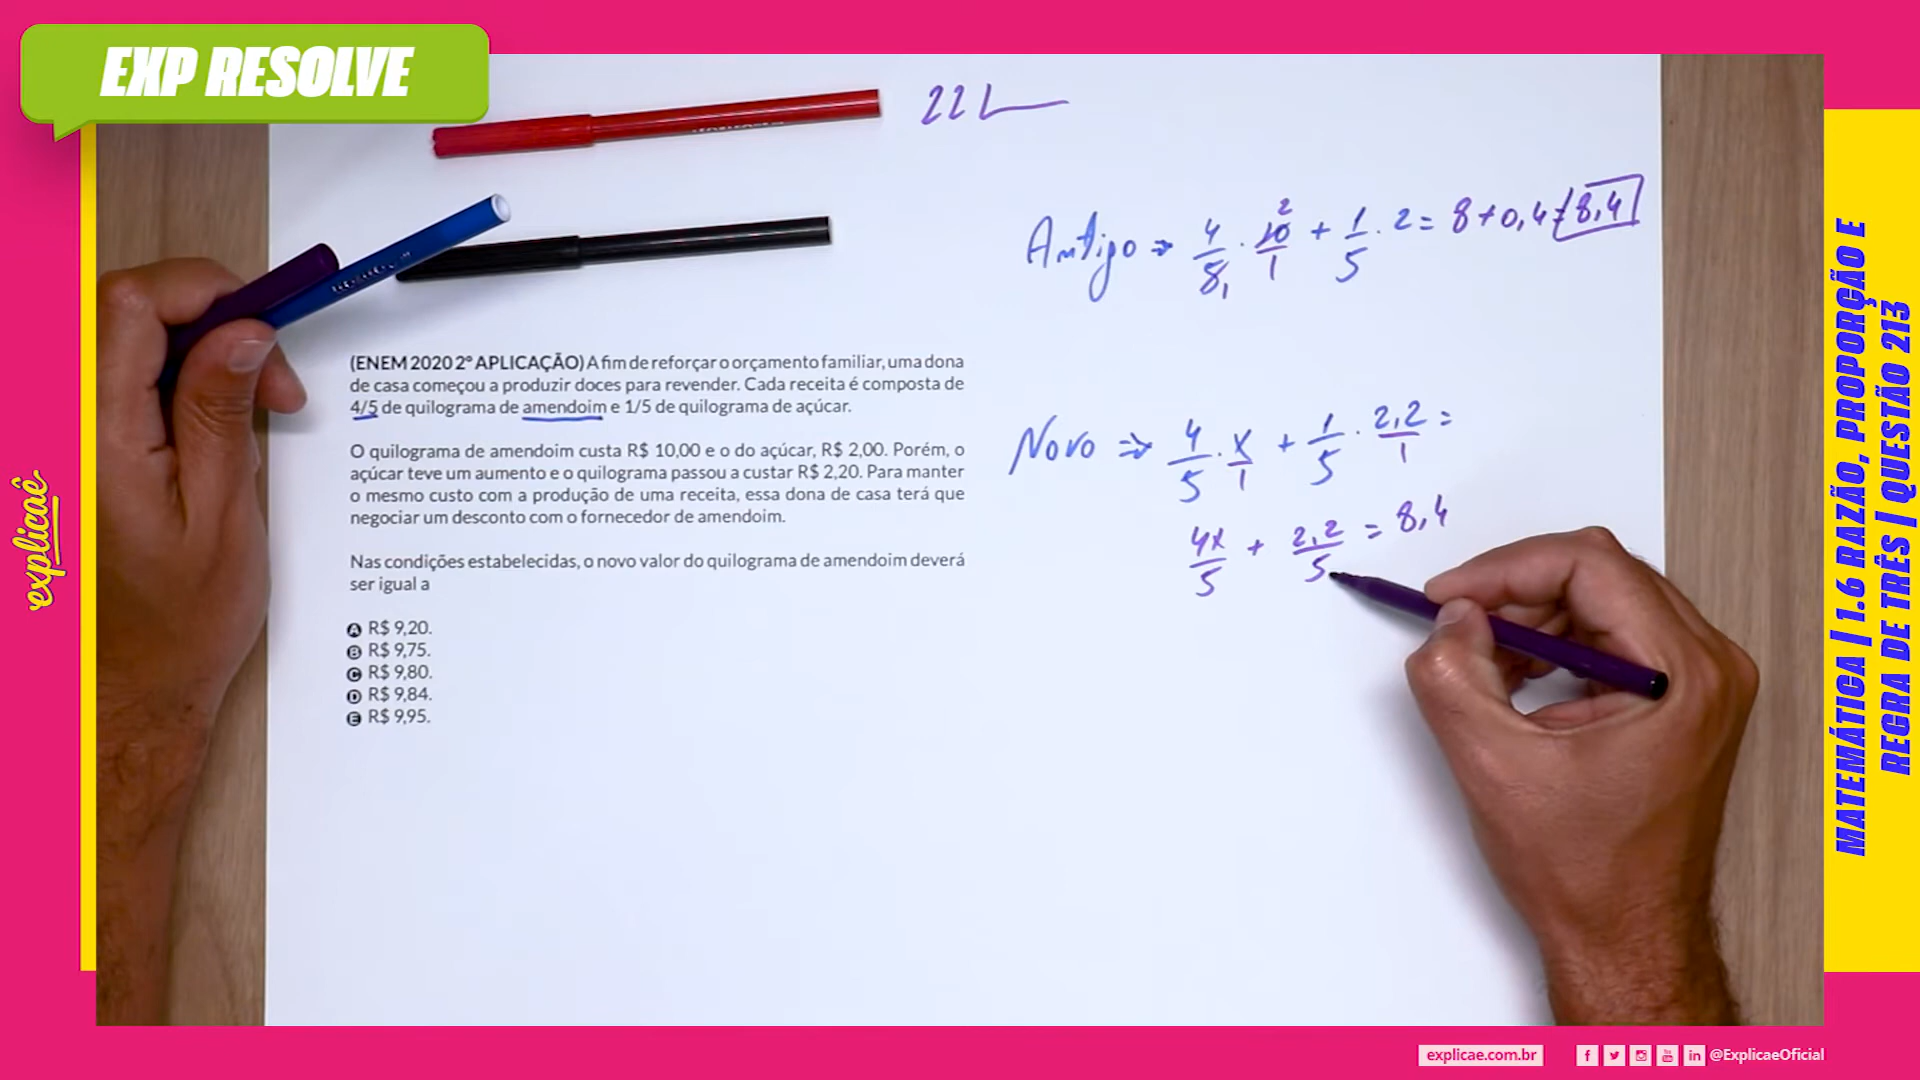 EXP RESOLVE
22
Antigo ⇒ 4/5 · 10/1 2 + 1/5 · 2 = 8 + 0,4 = 8,4
(ENEM 2020 2° APLICAÇÃO) A fim de reforçar o orçamento familiar, uma dona
de casa começou a produzir doces para revender. Cada receita é composta de
4/5 de quilograma de amendoim e 1/5 de quilograma de açúcar.
O quilograma de amendoim custa R$ 10,00 e o do açúcar, R$ 2,00. Porém, o
açúcar teve um aumento e o quilograma passou a custar R$ 2,20. Para manter
o mesmo custo com a produção de uma receita, essa dona de casa terá que
negociar um desconto com o fornecedor de amendoim.
Nas condições estabelecidas, o novo valor do quilograma de amendoim deverá
ser igual a
A R$ 9,20.
B R$ 9,75.
C R$ 9,80.
D R$ 9,84.
E R$ 9,95.
Novo ⇒ 4/5 · x/1 + 1/5 · 2,2/1 =
4x/5 + 2,2/5 = 8,4
explicaê
MATEMÁTICA | 1.6 RAZÃO, PROPORÇÃO E
REGRA DE TRÊS | QUESTÃO 213
explicae.com.br
@ExplicaeOficial